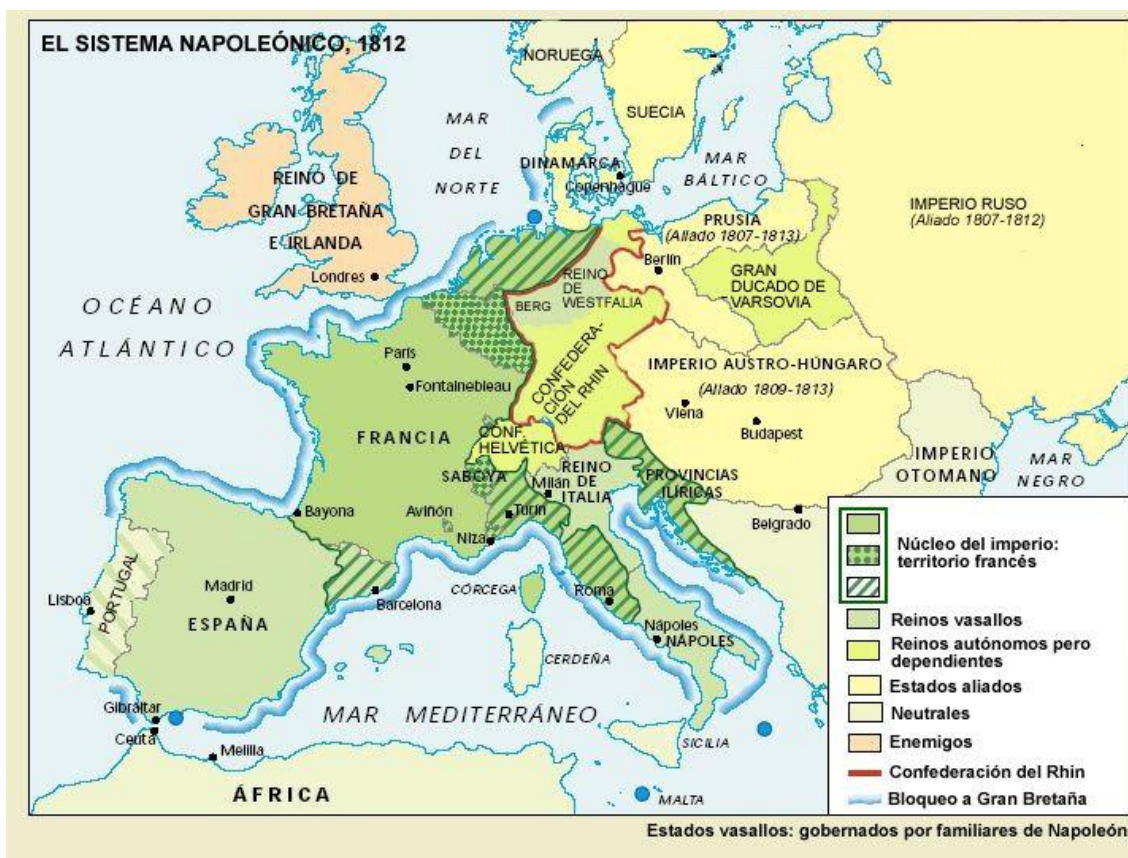 EL SISTEMA NAPOLEÓNICO, 1812
NORUEGA
SUECIA
MAR
DEL
NORTE
DINAMARCA
Copenhague
MAR
BÁLTICO
REINO DE
GRAN BRETAÑA
E IRLANDA
Londres
IMPERIO RUSO
(Aliado 1807-1812)
PRUSIA
(Aliado 1807-1813)
Berlín
GRAN
DUCADO DE
VARSOVIA
REINO
DE
WESTFALIA
BERG
OCÉANO
ATLÁNTICO
París
Fontainebleau
CONFEDERA-
CIÓN
DEL RHIN
IMPERIO AUSTRO-HÚNGARO
(Aliado 1809-1813)
Viena
Budapest
FRANCIA
CONF.
HELVÉTICA
SABOYA
REINO
DE
ITALIA
Milán
PROVINCIAS
ILÍRICAS
IMPERIO
OTOMANO
MAR
NEGRO
Bayona
Aviñón
Turín
Niza
Belgrado
PORTUGAL
Lisboa
Madrid
ESPAÑA
Barcelona
CÓRCEGA
Roma
Nápoles
NÁPOLES
CERDEÑA
Gibraltar
Ceuta
Melilla
MAR MEDITERRÁNEO
SICILIA
ÁFRICA
MALTA
Núcleo del imperio:
territorio francés
Reinos vasallos
Reinos autónomos pero
dependientes
Estados aliados
Neutrales
Enemigos
Confederación del Rhin
Bloqueo a Gran Bretaña
Estados vasallos: gobernados por familiares de Napoleón